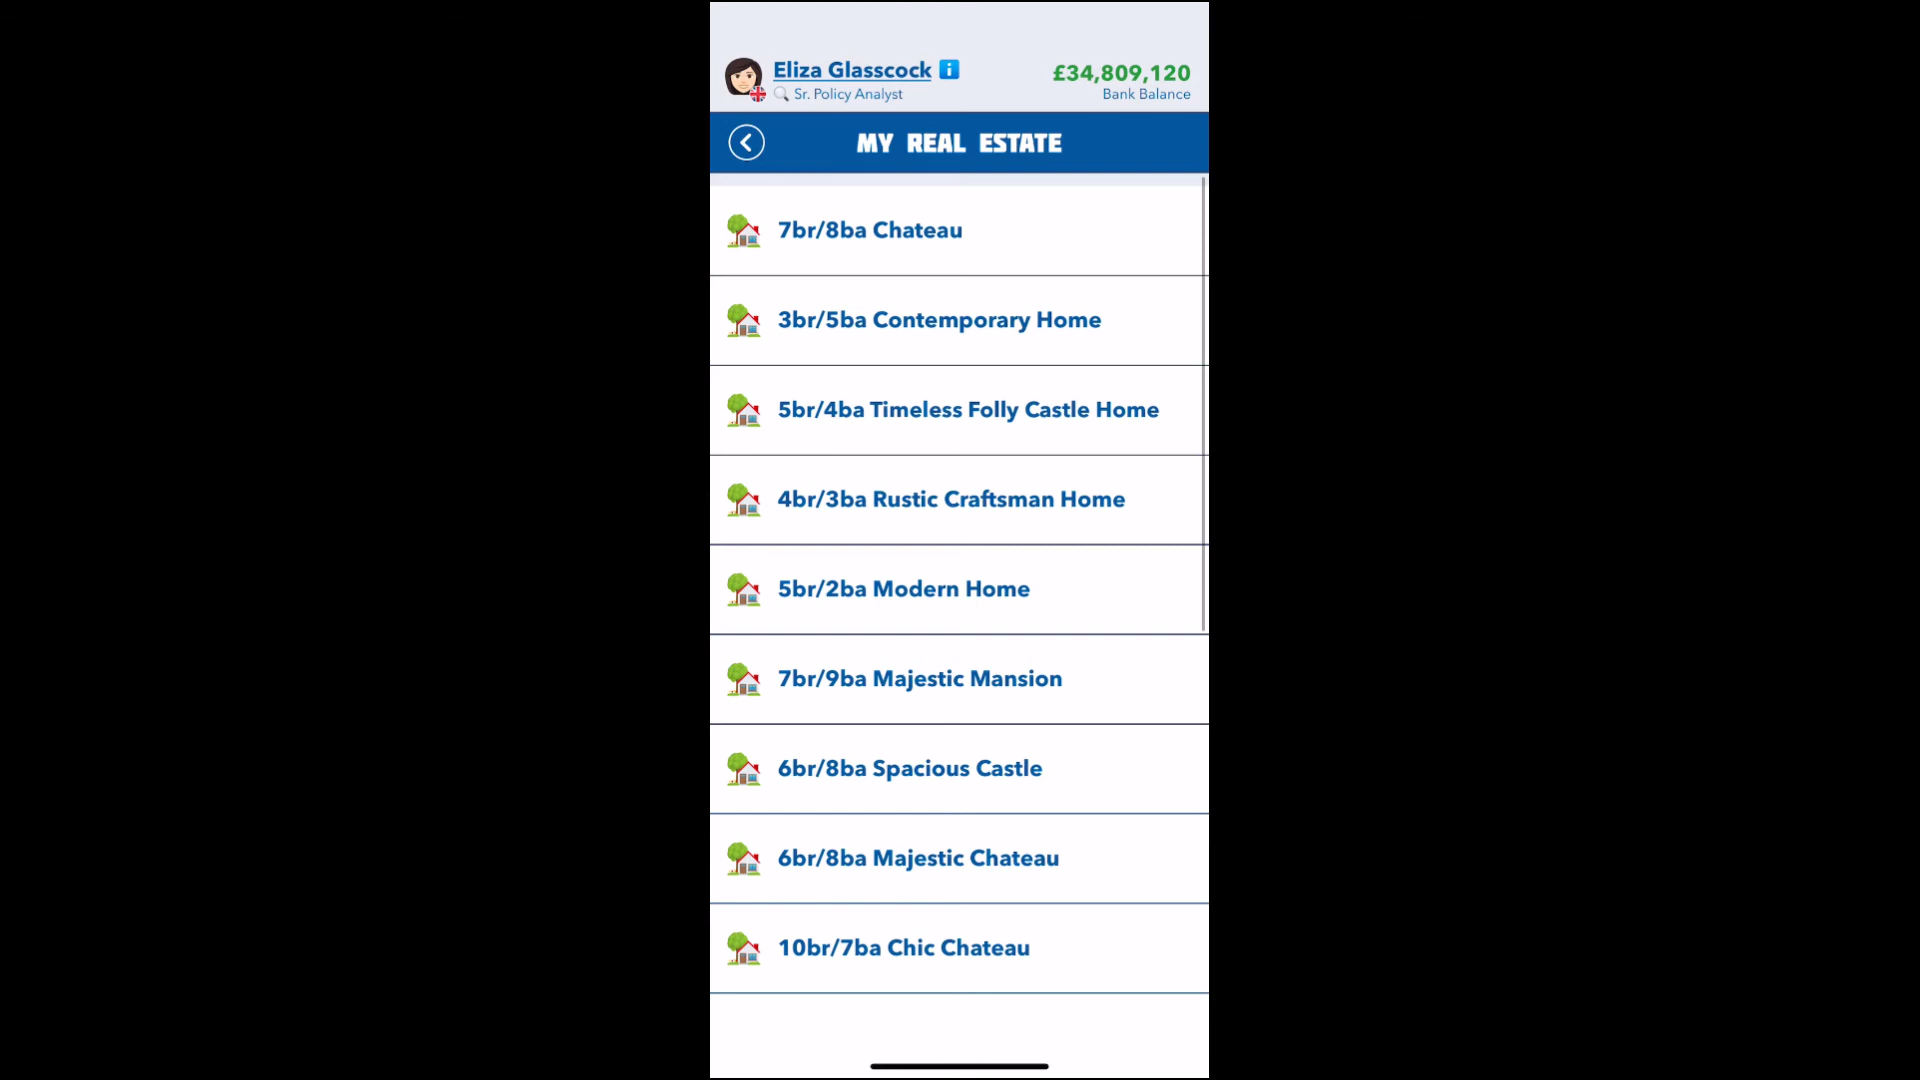 Eliza Glasscock
£34,809,120
Sr. Policy Analyst
Bank Balance
MY REAL ESTATE
7br/8ba Chateau
3br/5ba Contemporary Home
5br/4ba Timeless Folly Castle Home
4br/3ba Rustic Craftsman Home
5br/2ba Modern Home
7br/9ba Majestic Mansion
6br/8ba Spacious Castle
6br/8ba Majestic Chateau
10br/7ba Chic Chateau